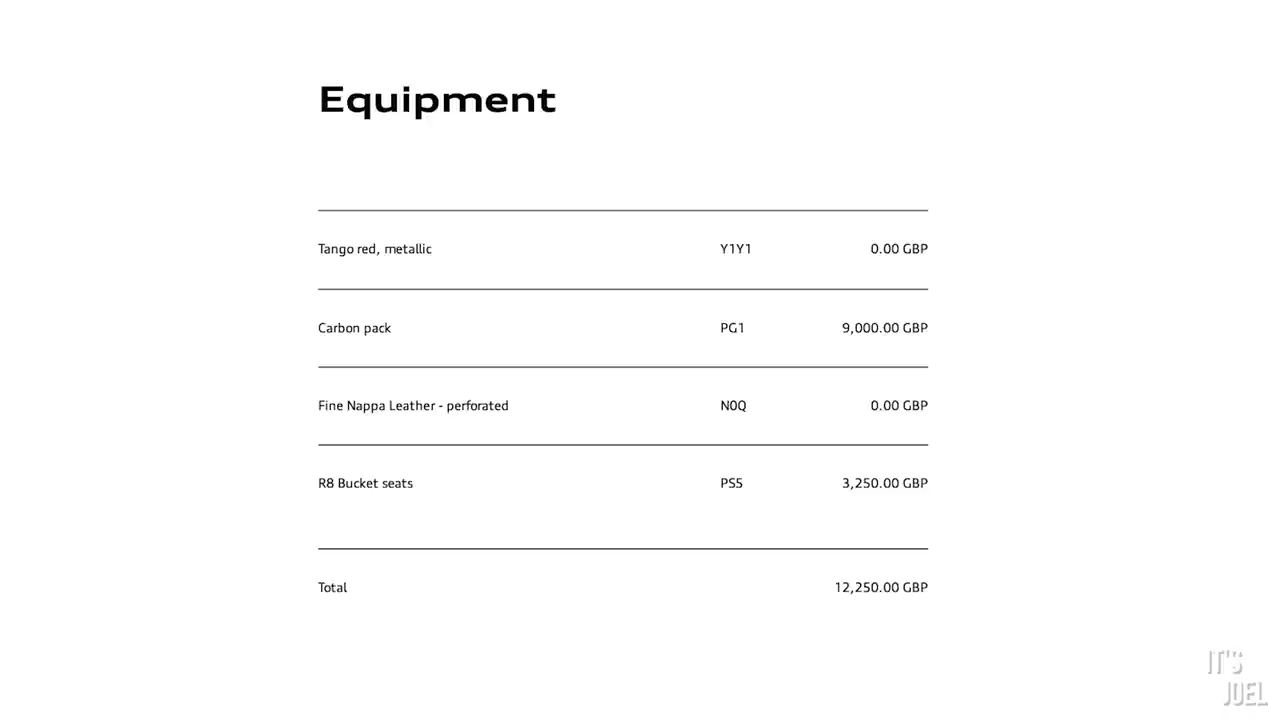 Equipment
Tango red, metallic Y1Y1 0.00 GBP
Carbon pack PG1 9,000.00 GBP
Fine Nappa Leather - perforated N0Q 0.00 GBP
R8 Bucket seats PS5 3,250.00 GBP
Total 12,250.00 GBP
IT'S
JOEL